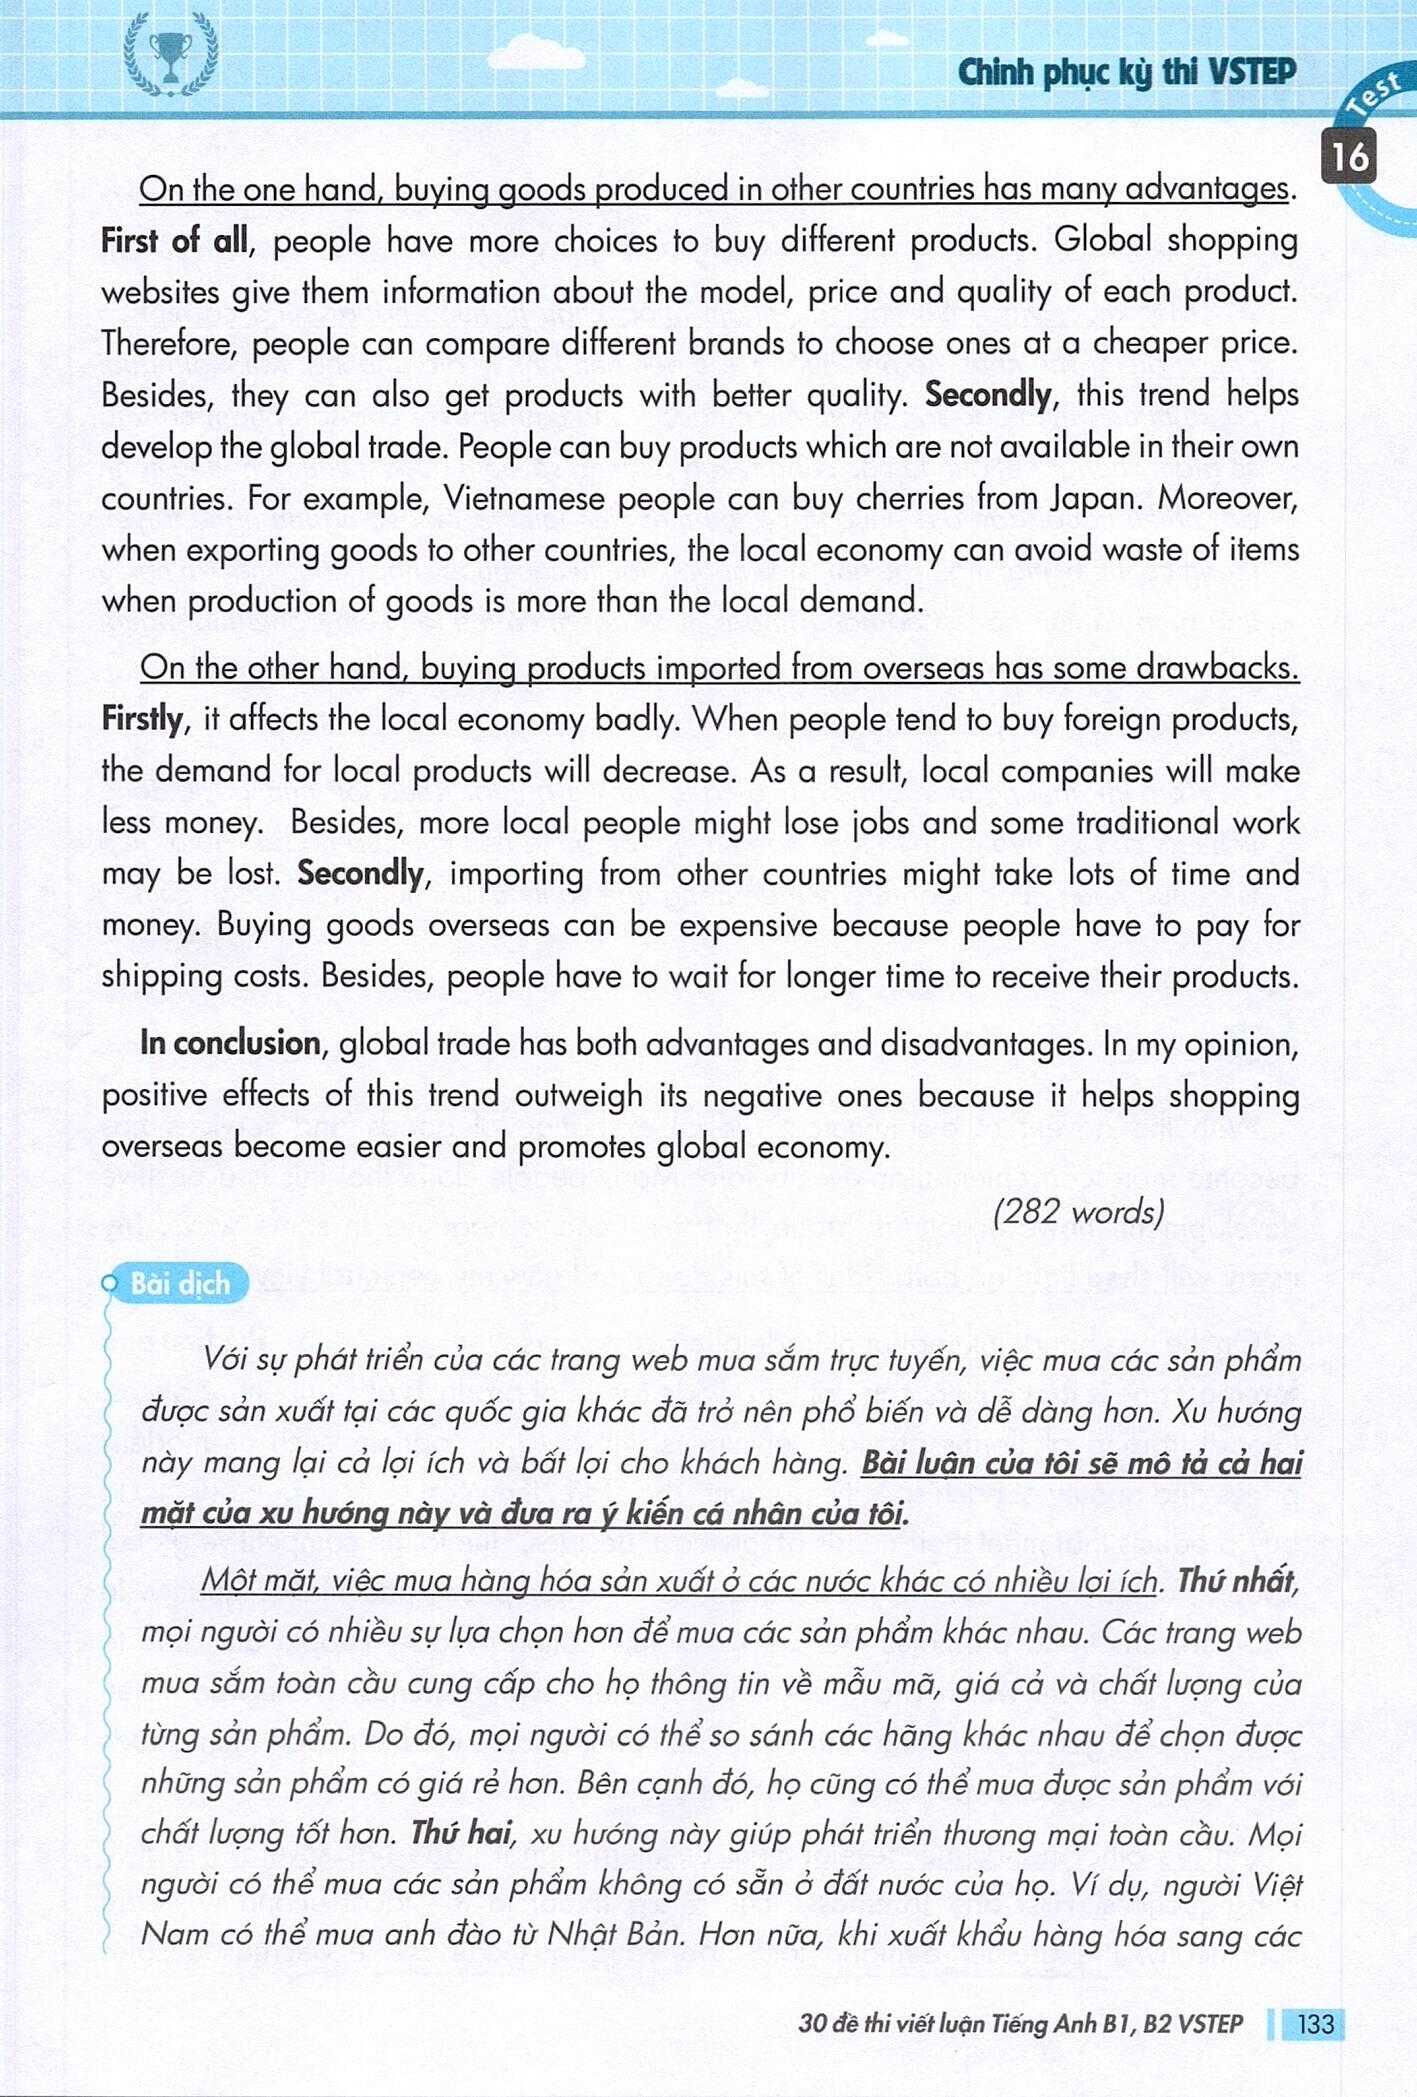 Chinh phục kỳ thi VSTEP
Test
16
On the one hand, buying goods produced in other countries has many advantages.
First of all, people have more choices to buy different products. Global shopping
websites give them information about the model, price and quality of each product.
Therefore, people can compare different brands to choose ones at a cheaper price.
Besides, they can also get products with better quality. Secondly, this trend helps
develop the global trade. People can buy products which are not available in their own
countries. For example, Vietnamese people can buy cherries from Japan. Moreover,
when exporting goods to other countries, the local economy can avoid waste of items
when production of goods is more than the local demand.
On the other hand, buying products imported from overseas has some drawbacks.
Firstly, it affects the local economy badly. When people tend to buy foreign products,
the demand for local products will decrease. As a result, local companies will make
less money. Besides, more local people might lose jobs and some traditional work
may be lost. Secondly, importing from other countries might take lots of time and
money. Buying goods overseas can be expensive because people have to pay for
shipping costs. Besides, people have to wait for longer time to receive their products.
In conclusion, global trade has both advantages and disadvantages. In my opinion,
positive effects of this trend outweigh its negative ones because it helps shopping
overseas become easier and promotes global economy.
(282 words)
Bài dịch
Với sự phát triển của các trang web mua sắm trực tuyến, việc mua các sản phẩm
được sản xuất tại các quốc gia khác đã trở nên phổ biến và dễ dàng hơn. Xu hướng
này mang lại cả lợi ích và bất lợi cho khách hàng. Bài luận của tôi sẽ mô tả cả hai
mặt của xu hướng này và đưa ra ý kiến cá nhân của tôi.
Một mặt, việc mua hàng hóa sản xuất ở các nước khác có nhiều lợi ích. Thứ nhất,
mọi người có nhiều sự lựa chọn hơn để mua các sản phẩm khác nhau. Các trang web
mua sắm toàn cầu cung cấp cho họ thông tin về mẫu mã, giá cả và chất lượng của
từng sản phẩm. Do đó, mọi người có thể so sánh các hãng khác nhau để chọn được
những sản phẩm có giá rẻ hơn. Bên cạnh đó, họ cũng có thể mua được sản phẩm với
chất lượng tốt hơn. Thứ hai, xu hướng này giúp phát triển thương mại toàn cầu. Mọi
người có thể mua các sản phẩm không có sẵn ở đất nước của họ. Ví dụ, người Việt
Nam có thể mua anh đào từ Nhật Bản. Hơn nữa, khi xuất khẩu hàng hóa sang các
30 đề thi viết luận Tiếng Anh B1, B2 VSTEP 133